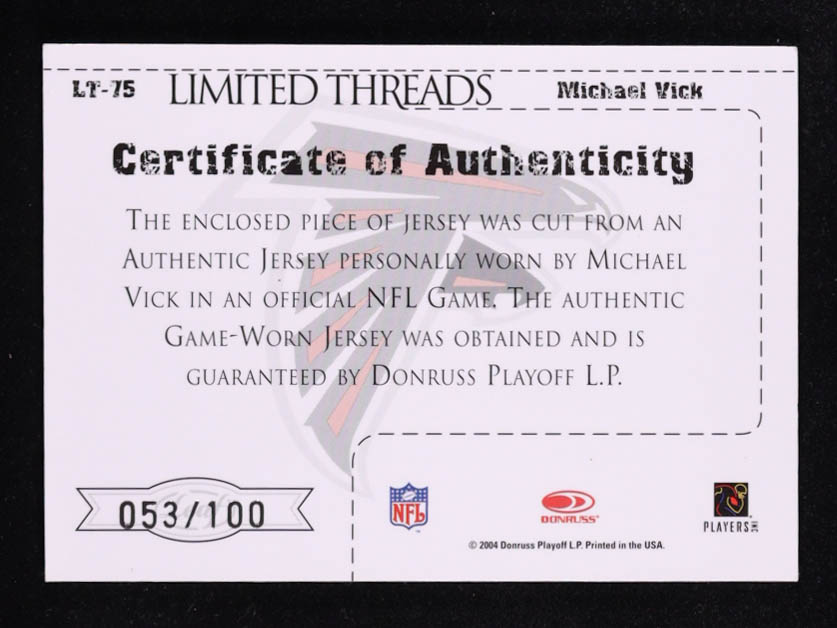 LT-75 LIMITED THREADS Michael Vick
Certificate of Authenticity
THE ENCLOSED PIECE OF JERSEY WAS CUT FROM AN
AUTHENTIC JERSEY PERSONALLY WORN BY MICHAEL
VICK IN AN OFFICIAL NFL GAME. THE AUTHENTIC
GAME-WORN JERSEY WAS OBTAINED AND IS
GUARANTEED BY DONRUSS PLAYOFF L.P.
053/100
NFL
DONRUSS
PLAYERS INC
© 2004 Donruss Playoff L.P. Printed in the USA.